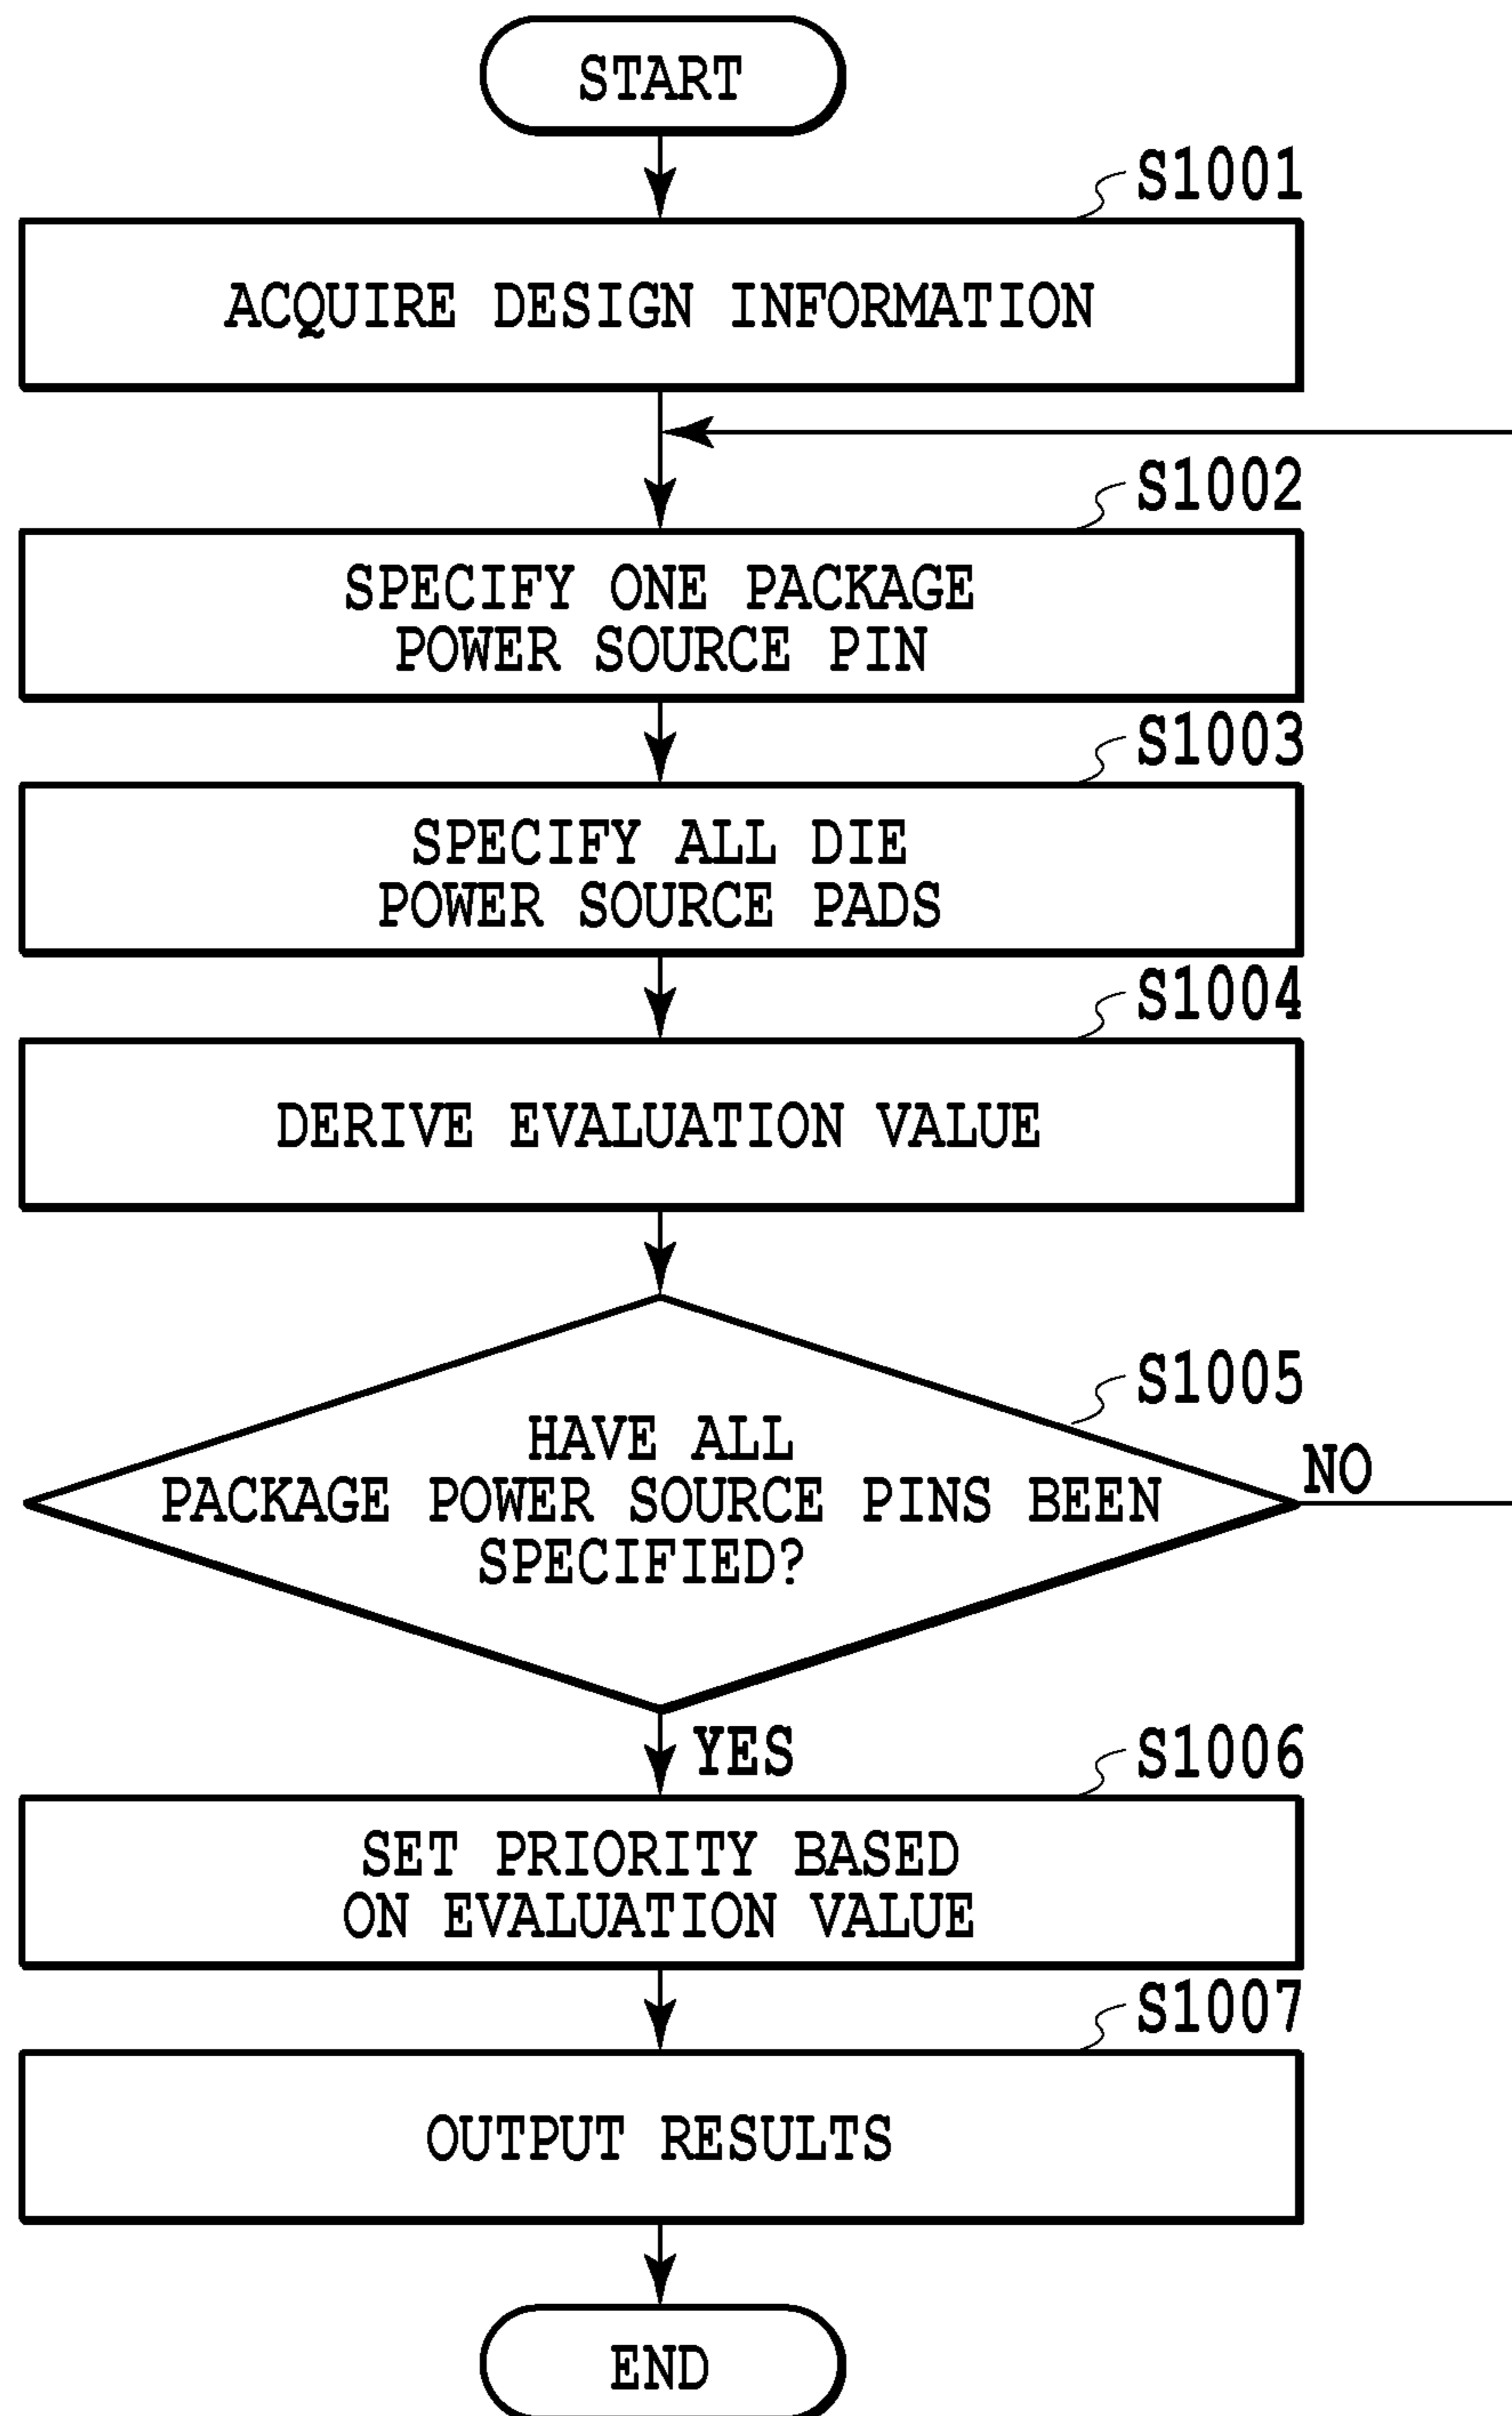 START
S1001
ACQUIRE DESIGN INFORMATION
S1002
SPECIFY ONE PACKAGE
POWER SOURCE PIN
S1003
SPECIFY ALL DIE
POWER SOURCE PADS
S1004
DERIVE EVALUATION VALUE
S1005
HAVE ALL
PACKAGE POWER SOURCE PINS BEEN
SPECIFIED?
NO
YES
S1006
SET PRIORITY BASED
ON EVALUATION VALUE
S1007
OUTPUT RESULTS
END